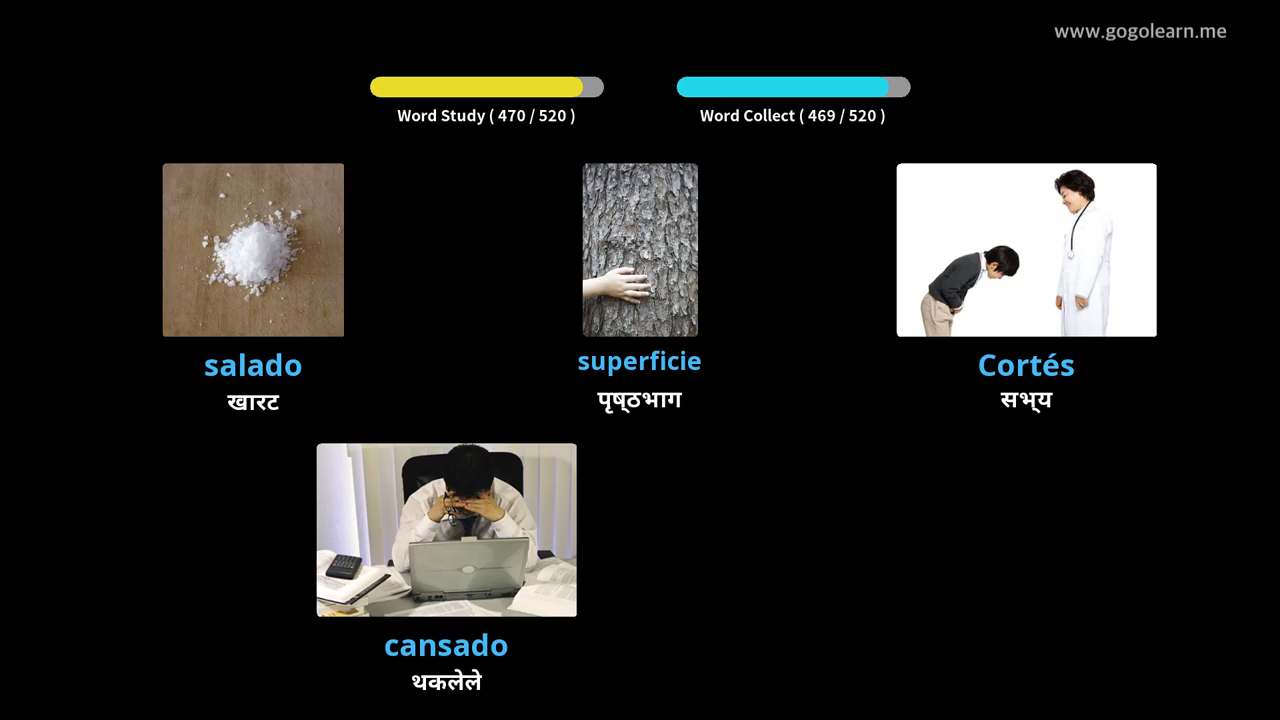 www.gogolearn.me
Word Study ( 470 / 520 )
Word Collect ( 469 / 520 )
salado
superficie
Cortés
खारट
पृष्ठभाग
सभ्य
cansado
थकलेले